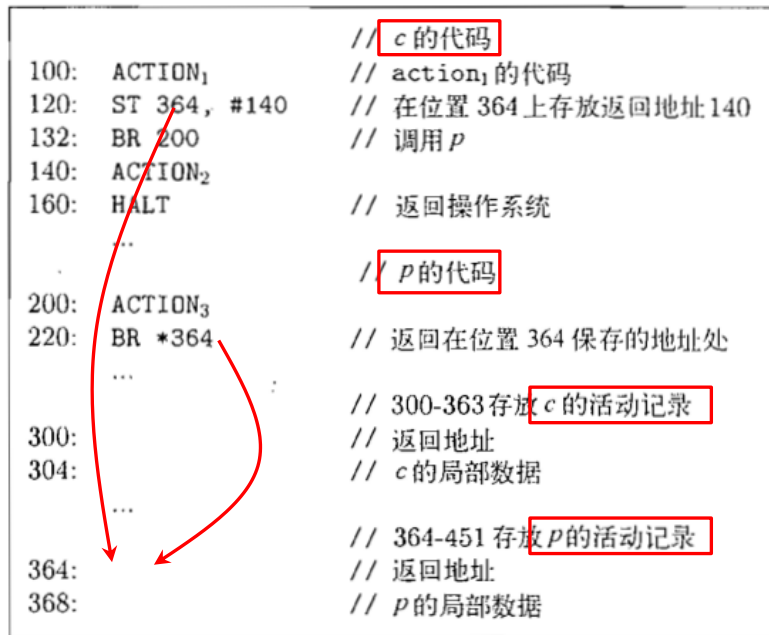 // c的代码
100: ACTION₁ // action₁的代码
120: ST 364, #140 // 在位置 364上存放返回地址140
132: BR 200 // 调用p
140: ACTION₂
160: HALT // 返回操作系统
...
// p的代码
200: ACTION₃
220: BR *364 // 返回在位置 364 保存的地址处
...
// 300-363存放c的活动记录
300: // 返回地址
304: // c的局部数据
...
// 364-451 存放p的活动记录
364: // 返回地址
368: // p的局部数据